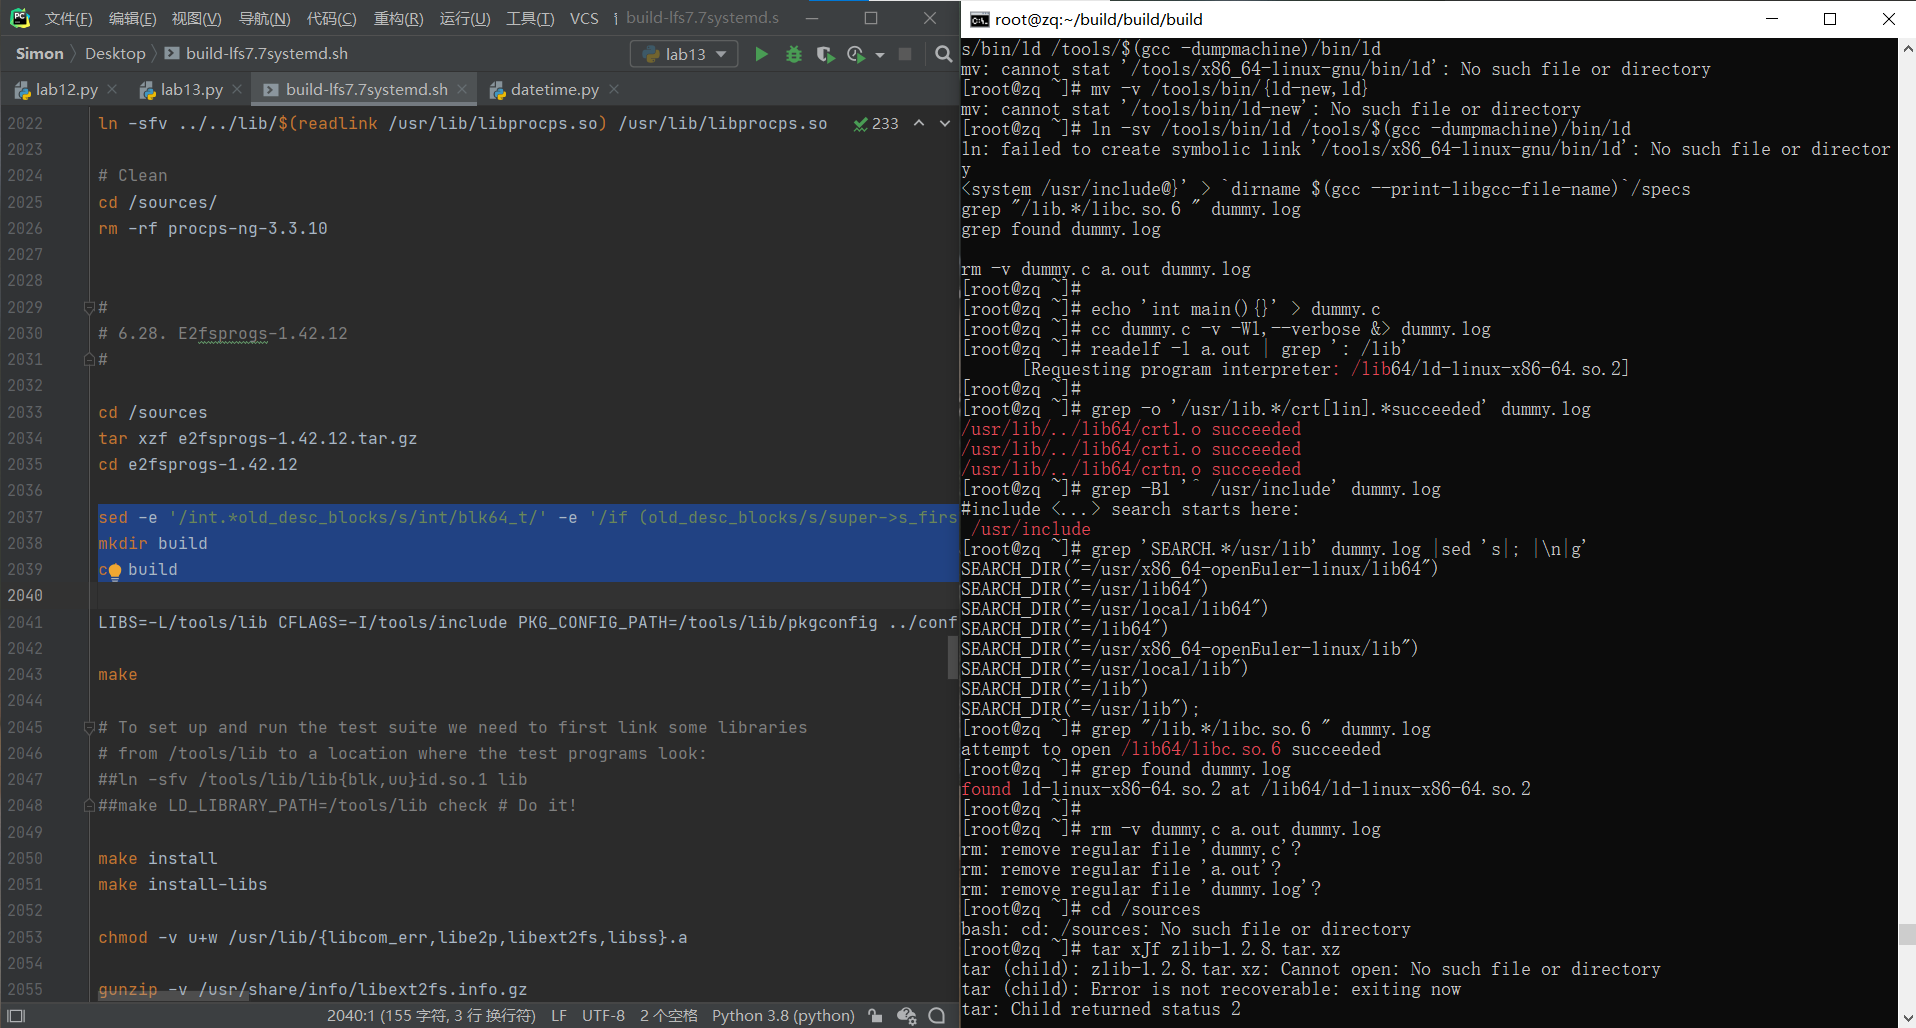 文件(F) 编辑(E) 视图(V) 导航(N) 代码(C) 重构(R) 运行(U) 工具(T) VCS build-lfs7.7systemd.s
Simon Desktop build-lfs7.7systemd.sh lab13
lab12.py lab13.py build-lfs7.7systemd.sh datetime.py
2022 ln -sfv ../../lib/$(readlink /usr/lib/libprocps.so) /usr/lib/libprocps.so 233
2023
2024 # Clean
2025 cd /sources/
2026 rm -rf procps-ng-3.3.10
2027
2028
2029 #
2030 # 6.28. E2fsprogs-1.42.12
2031 #
2032
2033 cd /sources
2034 tar xzf e2fsprogs-1.42.12.tar.gz
2035 cd e2fsprogs-1.42.12
2036
2037 sed -e '/int.*old_desc_blocks/s/int/blk64_t/' -e '/if (old_desc_blocks/s/super->s_firs
2038 mkdir build
2039 c build
2040
2041 LIBS=-L/tools/lib CFLAGS=-I/tools/include PKG_CONFIG_PATH=/tools/lib/pkgconfig ../conf
2042
2043 make
2044
2045 # To set up and run the test suite we need to first link some libraries
2046 # from /tools/lib to a location where the test programs look:
2047 ##ln -sfv /tools/lib/lib{blk,uu}id.so.1 lib
2048 ##make LD_LIBRARY_PATH=/tools/lib check # Do it!
2049
2050 make install
2051 make install-libs
2052
2053 chmod -v u+w /usr/lib/{libcom_err,libe2p,libext2fs,libss}.a
2054
2055 gunzip -v /usr/share/info/libext2fs.info.gz
2040:1 (155 字符, 3 行 换行符) LF UTF-8 2 个空格 Python 3.8 (python)
root@zq:~/build/build/build
s/bin/ld /tools/$(gcc -dumpmachine)/bin/ld
mv: cannot stat '/tools/x86_64-linux-gnu/bin/ld': No such file or directory
[root@zq ~]# mv -v /tools/bin/{ld-new,ld}
mv: cannot stat '/tools/bin/ld-new': No such file or directory
[root@zq ~]# ln -sv /tools/bin/ld /tools/$(gcc -dumpmachine)/bin/ld
ln: failed to create symbolic link '/tools/x86_64-linux-gnu/bin/ld': No such file or director
y
<system /usr/include@}' > `dirname $(gcc --print-libgcc-file-name)`/specs
grep "/lib.*/libc.so.6 " dummy.log
grep found dummy.log
rm -v dummy.c a.out dummy.log
[root@zq ~]#
[root@zq ~]# echo 'int main(){}' > dummy.c
[root@zq ~]# cc dummy.c -v -Wl,--verbose &> dummy.log
[root@zq ~]# readelf -l a.out | grep ': /lib'
[Requesting program interpreter: /lib64/ld-linux-x86-64.so.2]
[root@zq ~]#
[root@zq ~]# grep -o '/usr/lib.*/crt[1in].*succeeded' dummy.log
/usr/lib/../lib64/crt1.o succeeded
/usr/lib/../lib64/crti.o succeeded
/usr/lib/../lib64/crtn.o succeeded
[root@zq ~]# grep -B1 '^ /usr/include' dummy.log
#include <...> search starts here:
/usr/include
[root@zq ~]# grep 'SEARCH.*/usr/lib' dummy.log |sed 's|; |\n|g'
SEARCH_DIR("=/usr/x86_64-openEuler-linux/lib64")
SEARCH_DIR("=/usr/lib64")
SEARCH_DIR("=/usr/local/lib64")
SEARCH_DIR("=/lib64")
SEARCH_DIR("=/usr/x86_64-openEuler-linux/lib")
SEARCH_DIR("=/usr/local/lib")
SEARCH_DIR("=/lib")
SEARCH_DIR("=/usr/lib");
[root@zq ~]# grep "/lib.*/libc.so.6 " dummy.log
attempt to open /lib64/libc.so.6 succeeded
[root@zq ~]# grep found dummy.log
found ld-linux-x86-64.so.2 at /lib64/ld-linux-x86-64.so.2
[root@zq ~]#
[root@zq ~]# rm -v dummy.c a.out dummy.log
rm: remove regular file 'dummy.c'?
rm: remove regular file 'a.out'?
rm: remove regular file 'dummy.log'?
[root@zq ~]# cd /sources
bash: cd: /sources: No such file or directory
[root@zq ~]# tar xJf zlib-1.2.8.tar.xz
tar (child): zlib-1.2.8.tar.xz: Cannot open: No such file or directory
tar (child): Error is not recoverable: exiting now
tar: Child returned status 2